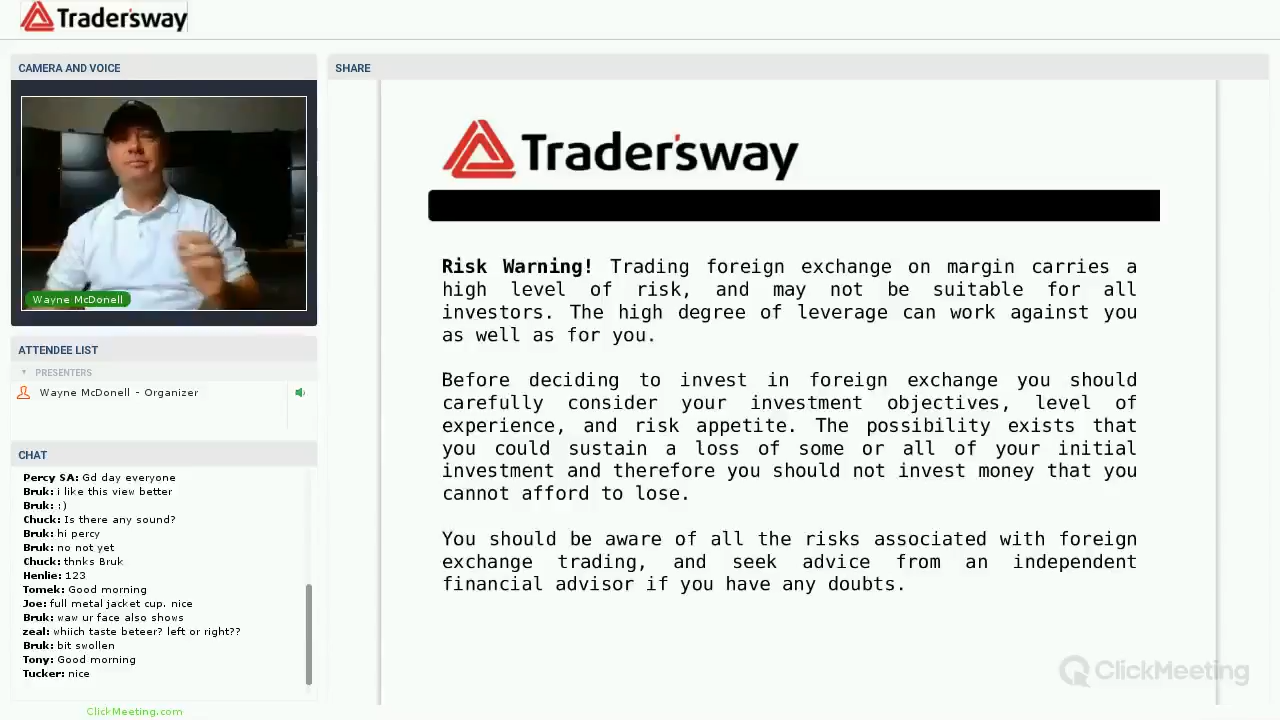 Trader'sway
CAMERA AND VOICE
Wayne McDonell
ATTENDEE LIST
PRESENTERS
Wayne McDonell - Organizer
CHAT
Percy SA: Gd day everyone
Bruk: i like this view better
Bruk: :)
Chuck: Is there any sound?
Bruk: hi percy
Bruk: no not yet
Chuck: thnks Bruk
Henlie: 123
Tomek: Good morning
Joe: full metal jacket cup. nice
Bruk: waw ur face also shows
zeal: whiich taste beteer? left or right??
Bruk: bit swollen
Tony: Good morning
Tucker: nice
ClickMeeting.com
SHARE
Trader'sway
Risk Warning! Trading foreign exchange on margin carries a
high level of risk, and may not be suitable for all
investors. The high degree of leverage can work against you
as well as for you.
Before deciding to invest in foreign exchange you should
carefully consider your investment objectives, level of
experience, and risk appetite. The possibility exists that
you could sustain a loss of some or all of your initial
investment and therefore you should not invest money that you
cannot afford to lose.
You should be aware of all the risks associated with foreign
exchange trading, and seek advice from an independent
financial advisor if you have any doubts.
ClickMeeting